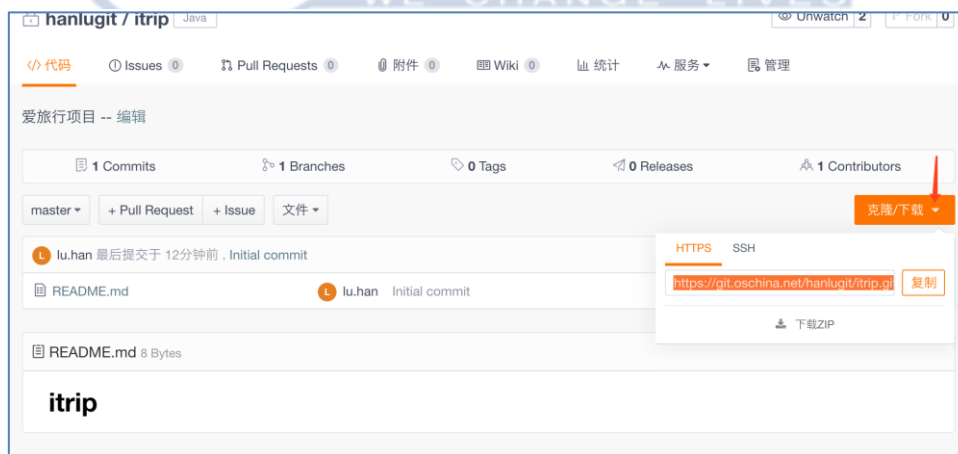 WE CHANGE LIVES
hanlugit / itrip Java Unwatch 2 Fork 0
</> 代码 Issues 0 Pull Requests 0 附件 0 Wiki 0 统计 服务 管理
爱旅行项目 -- 编辑
1 Commits 1 Branches 0 Tags 0 Releases 1 Contributors
master + Pull Request + Issue 文件 克隆/下载
L lu.han 最后提交于 12分钟前 . Initial commit
HTTPS SSH
README.md L lu.han Initial commit
https://git.oschina.net/hanlugit/itrip.gi 复制
下载ZIP
README.md 8 Bytes
itrip